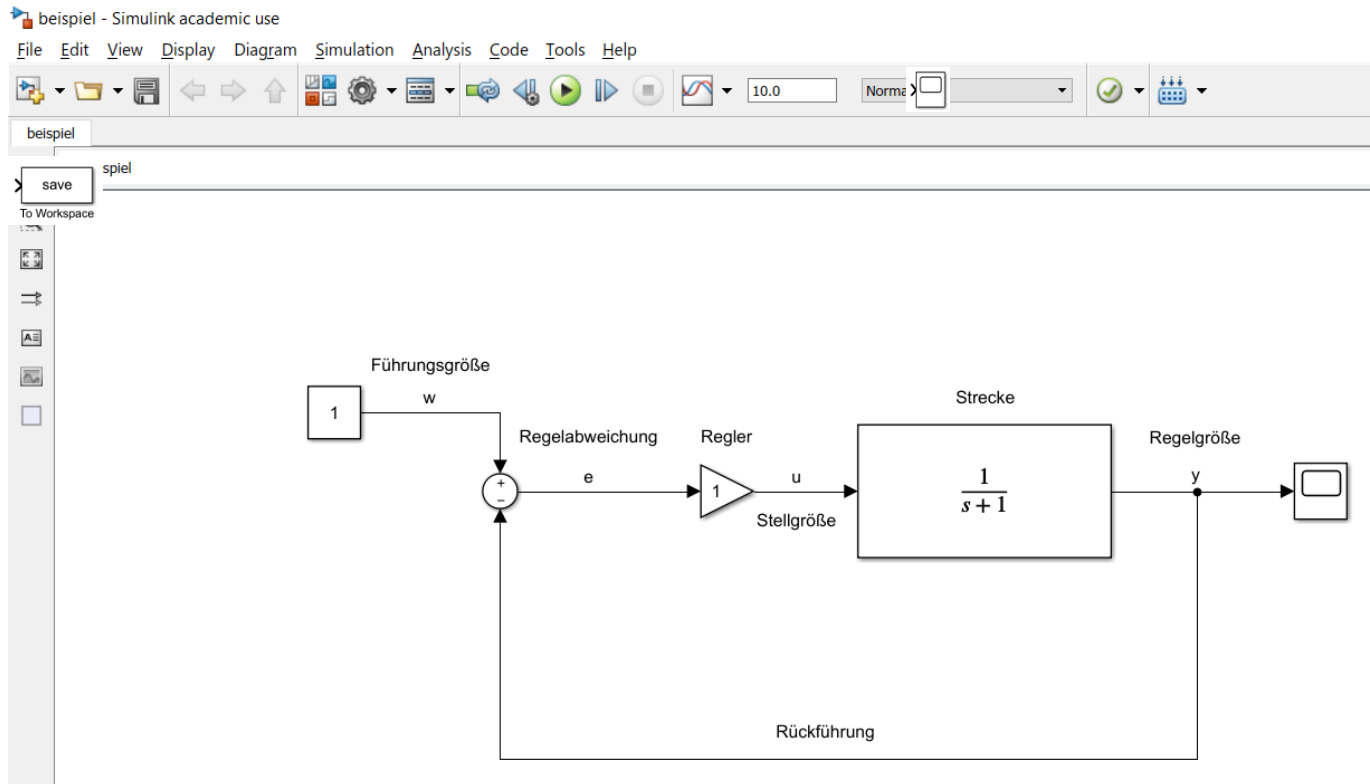 beispiel - Simulink academic use
File Edit View Display Diagram Simulation Analysis Code Tools Help
10.0
Norma
beispiel
spiel
save
To Workspace
Führungsgröße
w
1
Strecke
Regelabweichung
Regler
Regelgröße
+
−
e
1
u
1
s + 1
y
Stellgröße
Rückführung